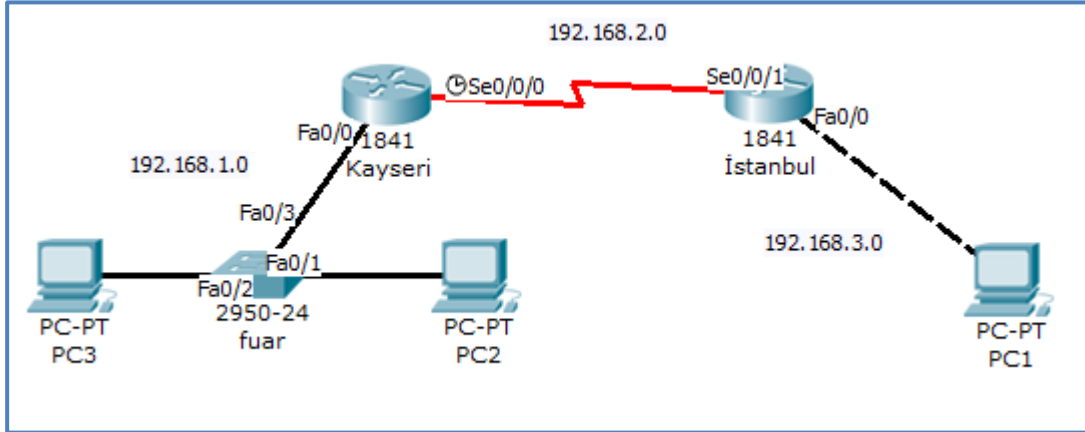 192.168.2.0
Se0/0/0
Se0/0/1
Fa0/0
1841
Kayseri
Fa0/0
1841
İstanbul
192.168.1.0
Fa0/3
192.168.3.0
Fa0/1
Fa0/2
2950-24
fuar
PC-PT
PC3
PC-PT
PC2
PC-PT
PC1